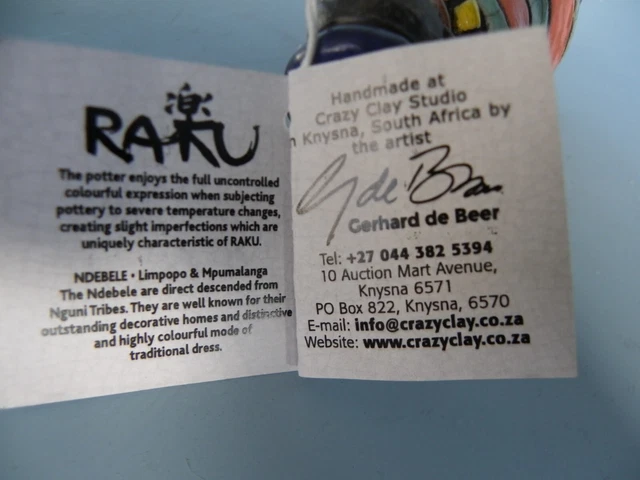 楽
RAKU
The potter enjoys the full uncontrolled
colourful expression when subjecting
pottery to severe temperature changes,
creating slight imperfections which are
uniquely characteristic of RAKU.
NDEBELE • Limpopo & Mpumalanga
The Ndebele are direct descended from
Nguni Tribes. They are well known for their
outstanding decorative homes and distinctive
and highly colourful mode of
traditional dress.
Handmade at
Crazy Clay Studio
n Knysna, South Africa by
the artist
G de Beer
Gerhard de Beer
Tel: +27 044 382 5394
10 Auction Mart Avenue,
Knysna 6571
PO Box 822, Knysna, 6570
E-mail: info@crazyclay.co.za
Website: www.crazyclay.co.za